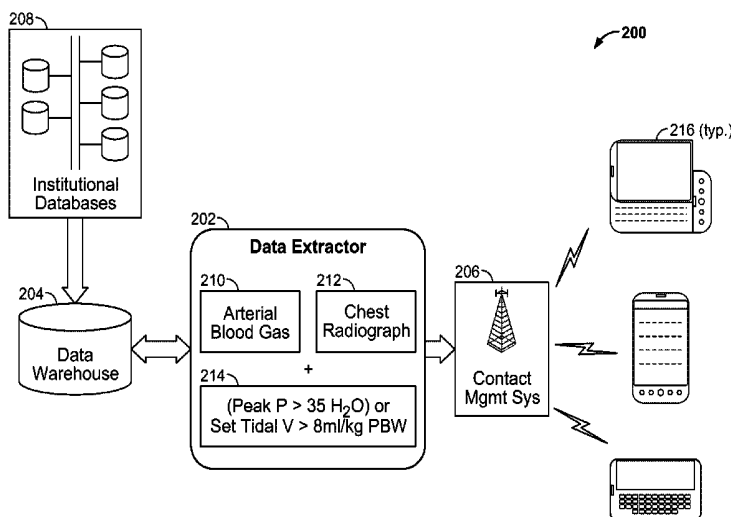 208
200
216 (typ.)
Institutional
Databases
202
Data Extractor
204
210
Arterial
Blood Gas
212
Chest
Radiograph
206
Data
Warehouse
+
214
(Peak P > 35 H₂O) or
Set Tidal V > 8ml/kg PBW
Contact
Mgmt Sys